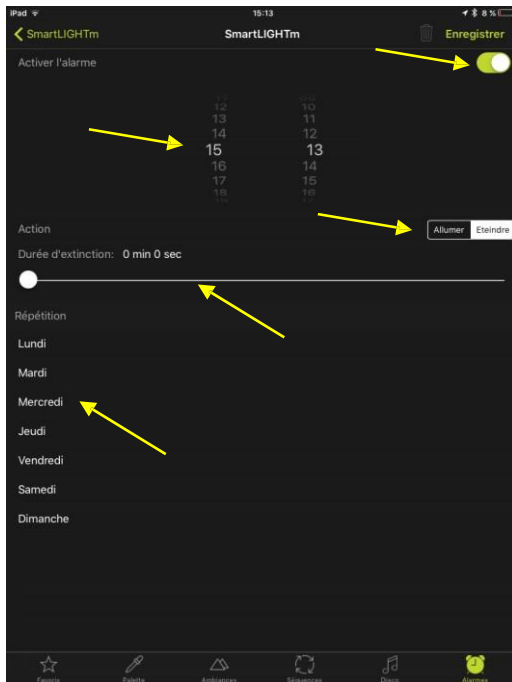 iPad 15:13 8 %
SmartLIGHTm SmartLIGHTm Enregistrer
Activer l'alarme
12 10
13 11
14 12
15 13
16 14
17 15
18 16
Action Allumer Eteindre
Durée d'extinction: 0 min 0 sec
Répétition
Lundi
Mardi
Mercredi
Jeudi
Vendredi
Samedi
Dimanche
Favoris Palette Ambiances Séquences Disco Alarmes